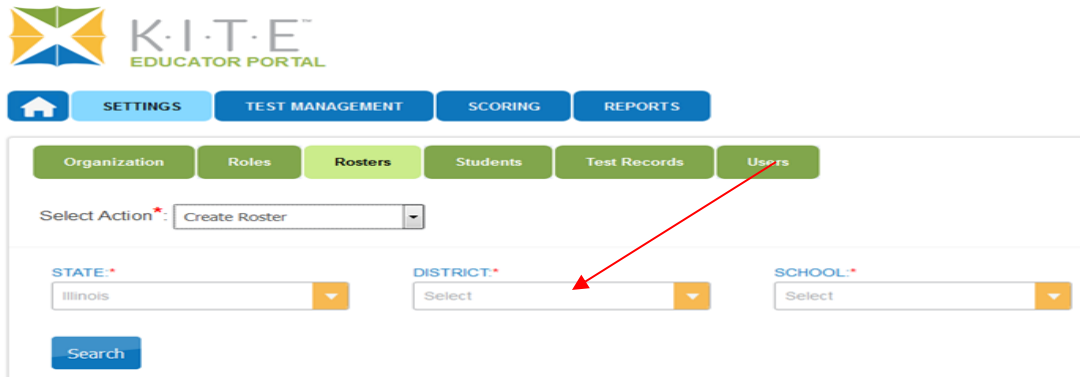 K·I·T·E™
EDUCATOR PORTAL
SETTINGS TEST MANAGEMENT SCORING REPORTS
Organization Roles Rosters Students Test Records Users
Select Action*: Create Roster
STATE:* DISTRICT:* SCHOOL:*
Illinois Select Select
Search